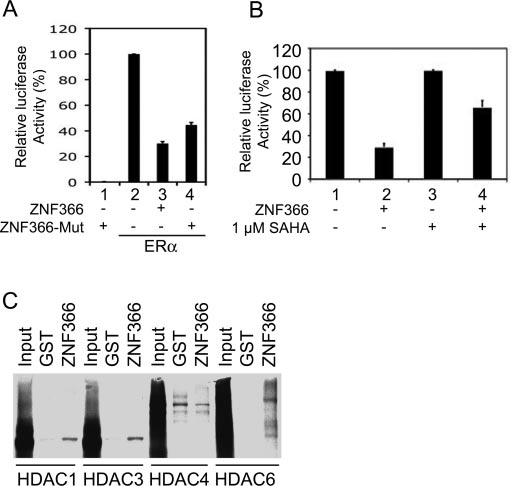 A
Relative luciferase
Activity (%)
120
100
80
60
40
20
0
1 2 3 4
ZNF366 - - + -
ZNF366-Mut + - - +
ERα
B
Relative luciferase
Activity (%)
120
100
80
60
40
20
0
1 2 3 4
ZNF366 - + - +
1 μM SAHA - - + +
C
Input GST ZNF366 Input GST ZNF366 Input GST ZNF366 Input GST ZNF366
HDAC1 HDAC3 HDAC4 HDAC6